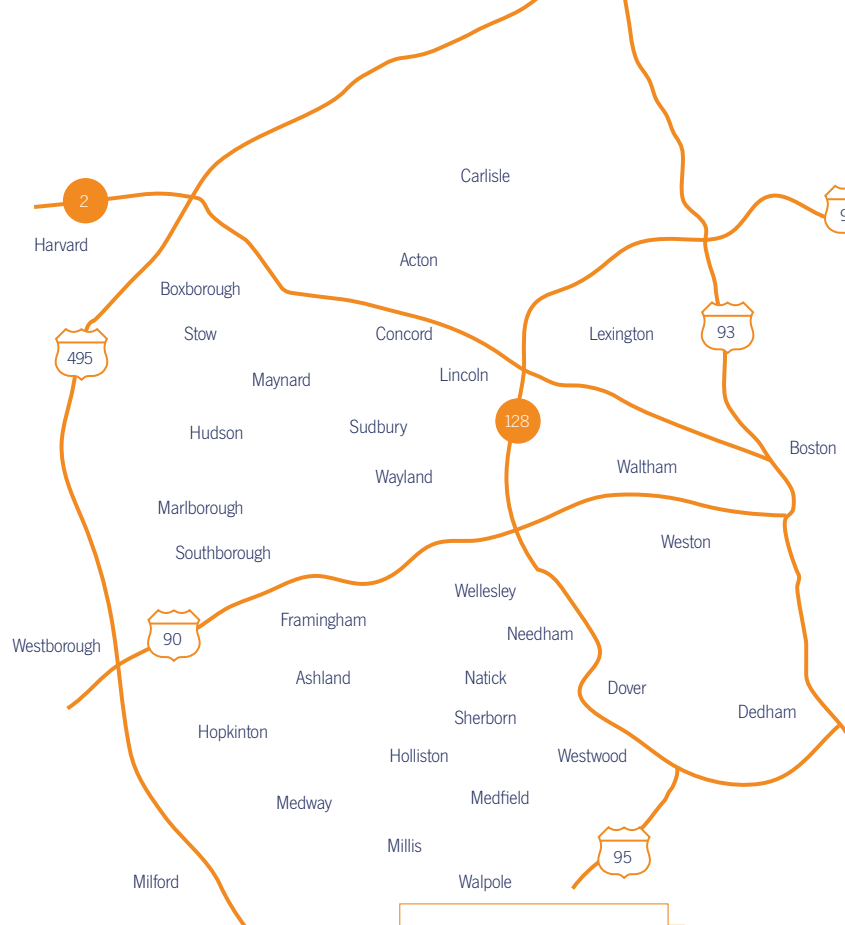 Carlisle
2
9
Harvard
Acton
Boxborough
Stow
Concord
Lexington
93
495
Maynard
Lincoln
128
Hudson
Sudbury
Boston
Wayland
Waltham
Marlborough
Southborough
Weston
Wellesley
Framingham
Needham
90
Westborough
Ashland
Natick
Dover
Sherborn
Dedham
Hopkinton
Holliston
Westwood
Medway
Medfield
Millis
95
Milford
Walpole